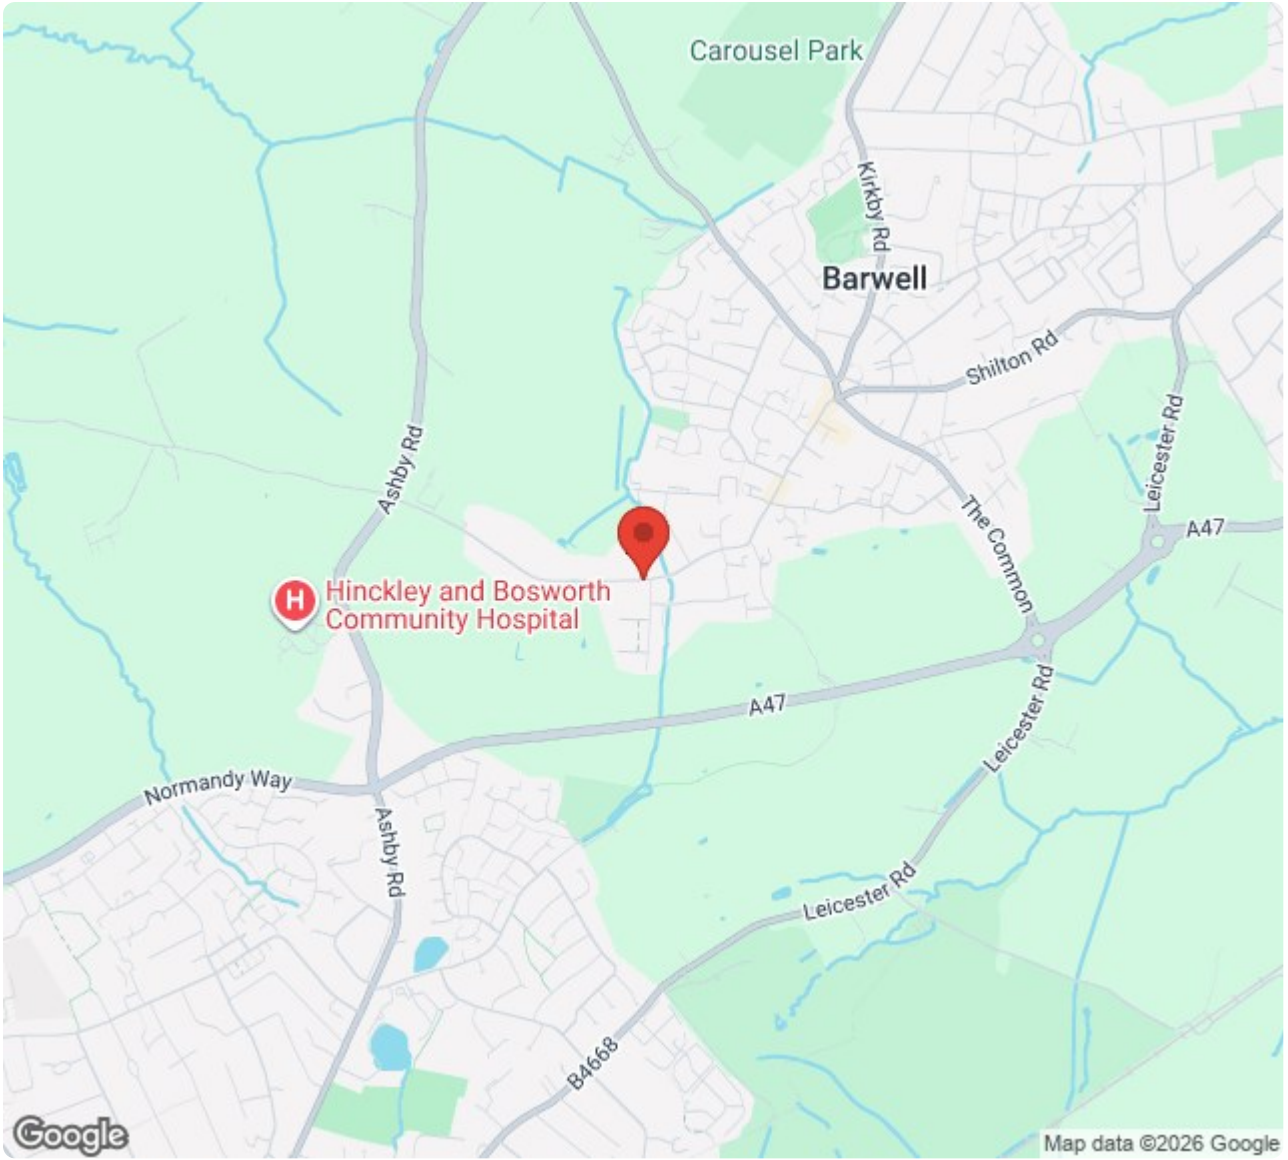 Carousel Park
Kirkby Rd
Barwell
Shilton Rd
Ashby Rd
Leicester Rd
The Common
A47
H
Hinckley and Bosworth
Community Hospital
A47
Leicester Rd
Normandy Way
Ashby Rd
Leicester Rd
B4668
Google
Map data ©2026 Google